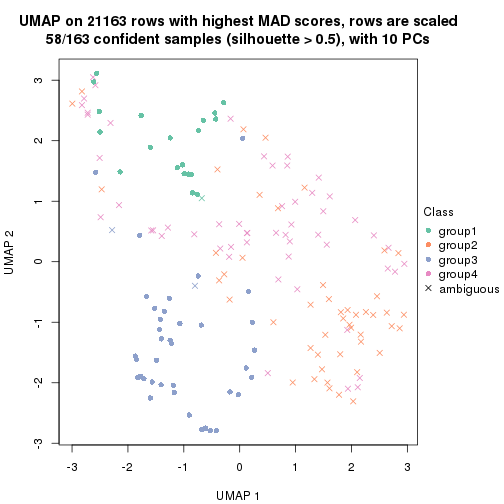 UMAP on 21163 rows with highest MAD scores, rows are scaled
58/163 confident samples (silhouette > 0.5), with 10 PCs
3
2
1
0
-1
-2
-3
UMAP 2
-3
-2
-1
0
1
2
3
UMAP 1
Class
group1
group2
group3
group4
ambiguous